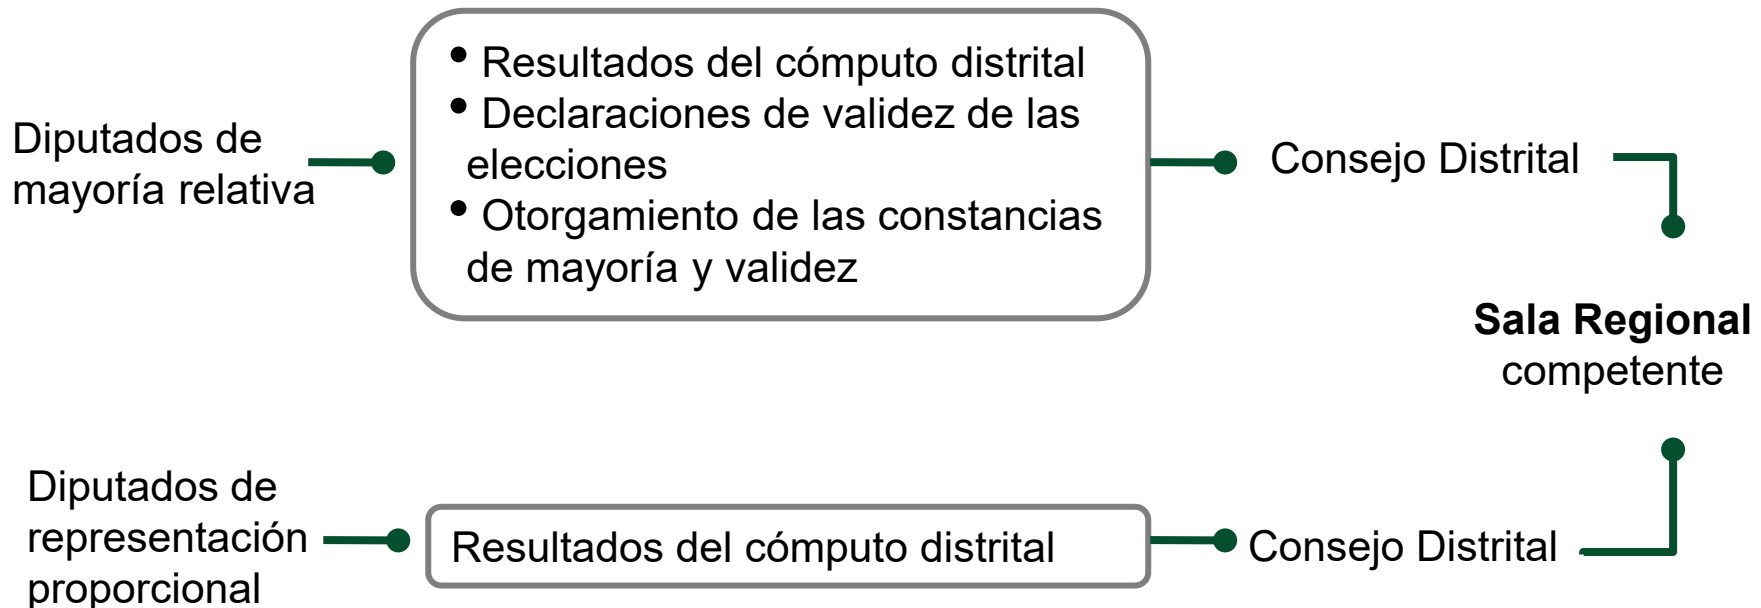 Diputados de
mayoría relativa
• Resultados del cómputo distrital
• Declaraciones de validez de las
elecciones
• Otorgamiento de las constancias
de mayoría y validez
Consejo Distrital
Sala Regional
competente
Diputados de
representación
proporcional
Resultados del cómputo distrital
Consejo Distrital